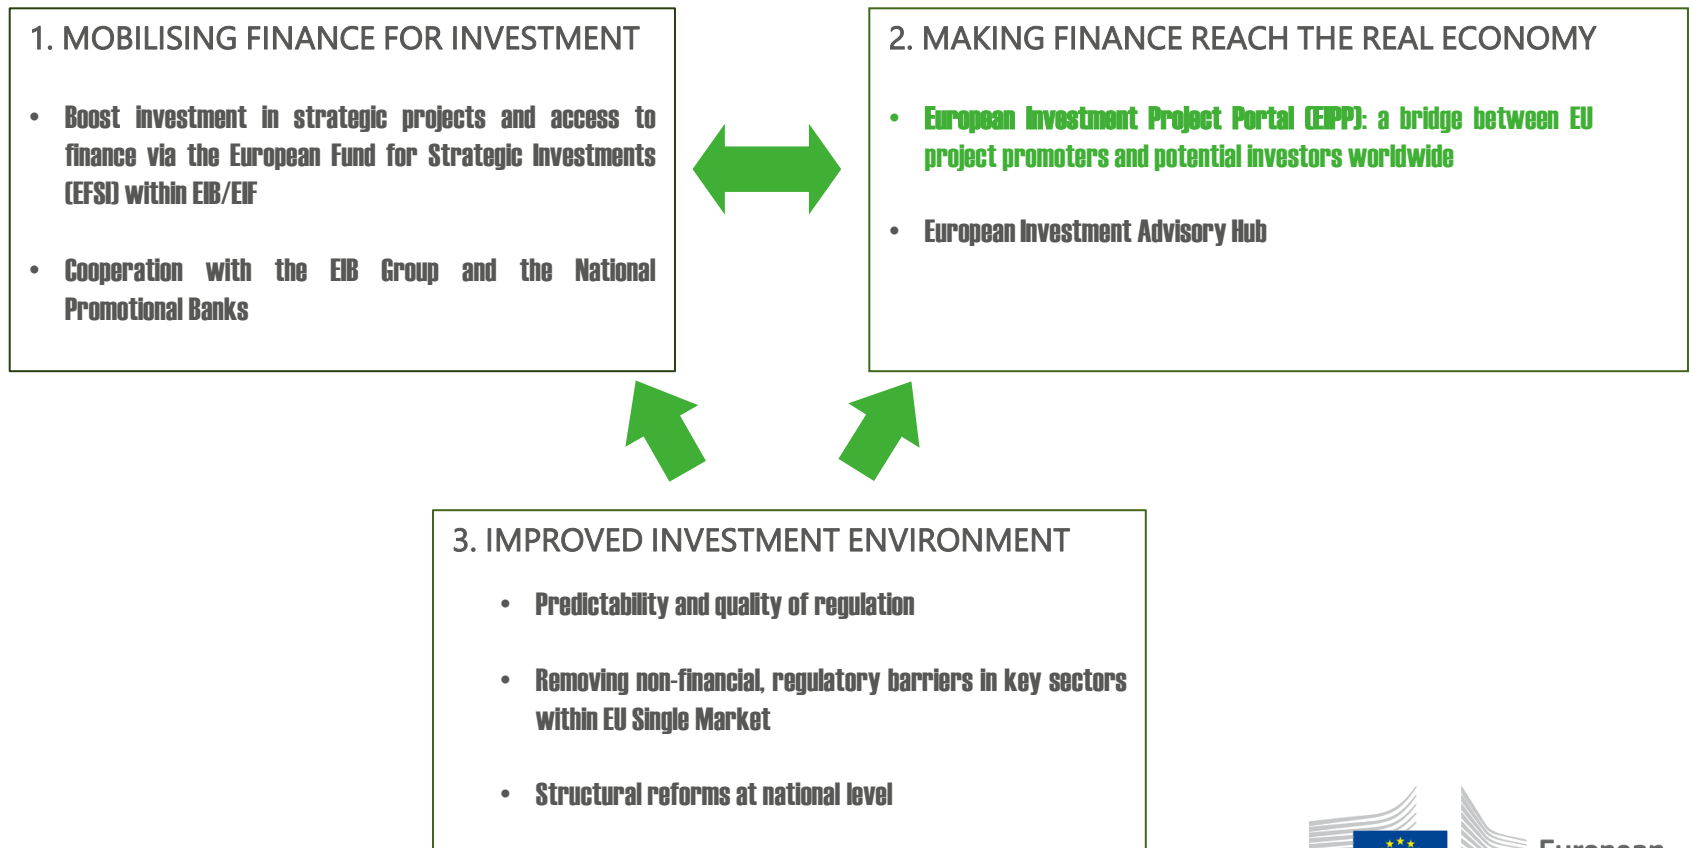 1. MOBILISING FINANCE FOR INVESTMENT
• Boost investment in strategic projects and access to
finance via the European Fund for Strategic Investments
(EFSI) within EIB/EIF
• Cooperation with the EIB Group and the National
Promotional Banks
2. MAKING FINANCE REACH THE REAL ECONOMY
• European Investment Project Portal (EIPP): a bridge between EU
project promoters and potential investors worldwide
• European Investment Advisory Hub
3. IMPROVED INVESTMENT ENVIRONMENT
• Predictability and quality of regulation
• Removing non-financial, regulatory barriers in key sectors
within EU Single Market
• Structural reforms at national level
European